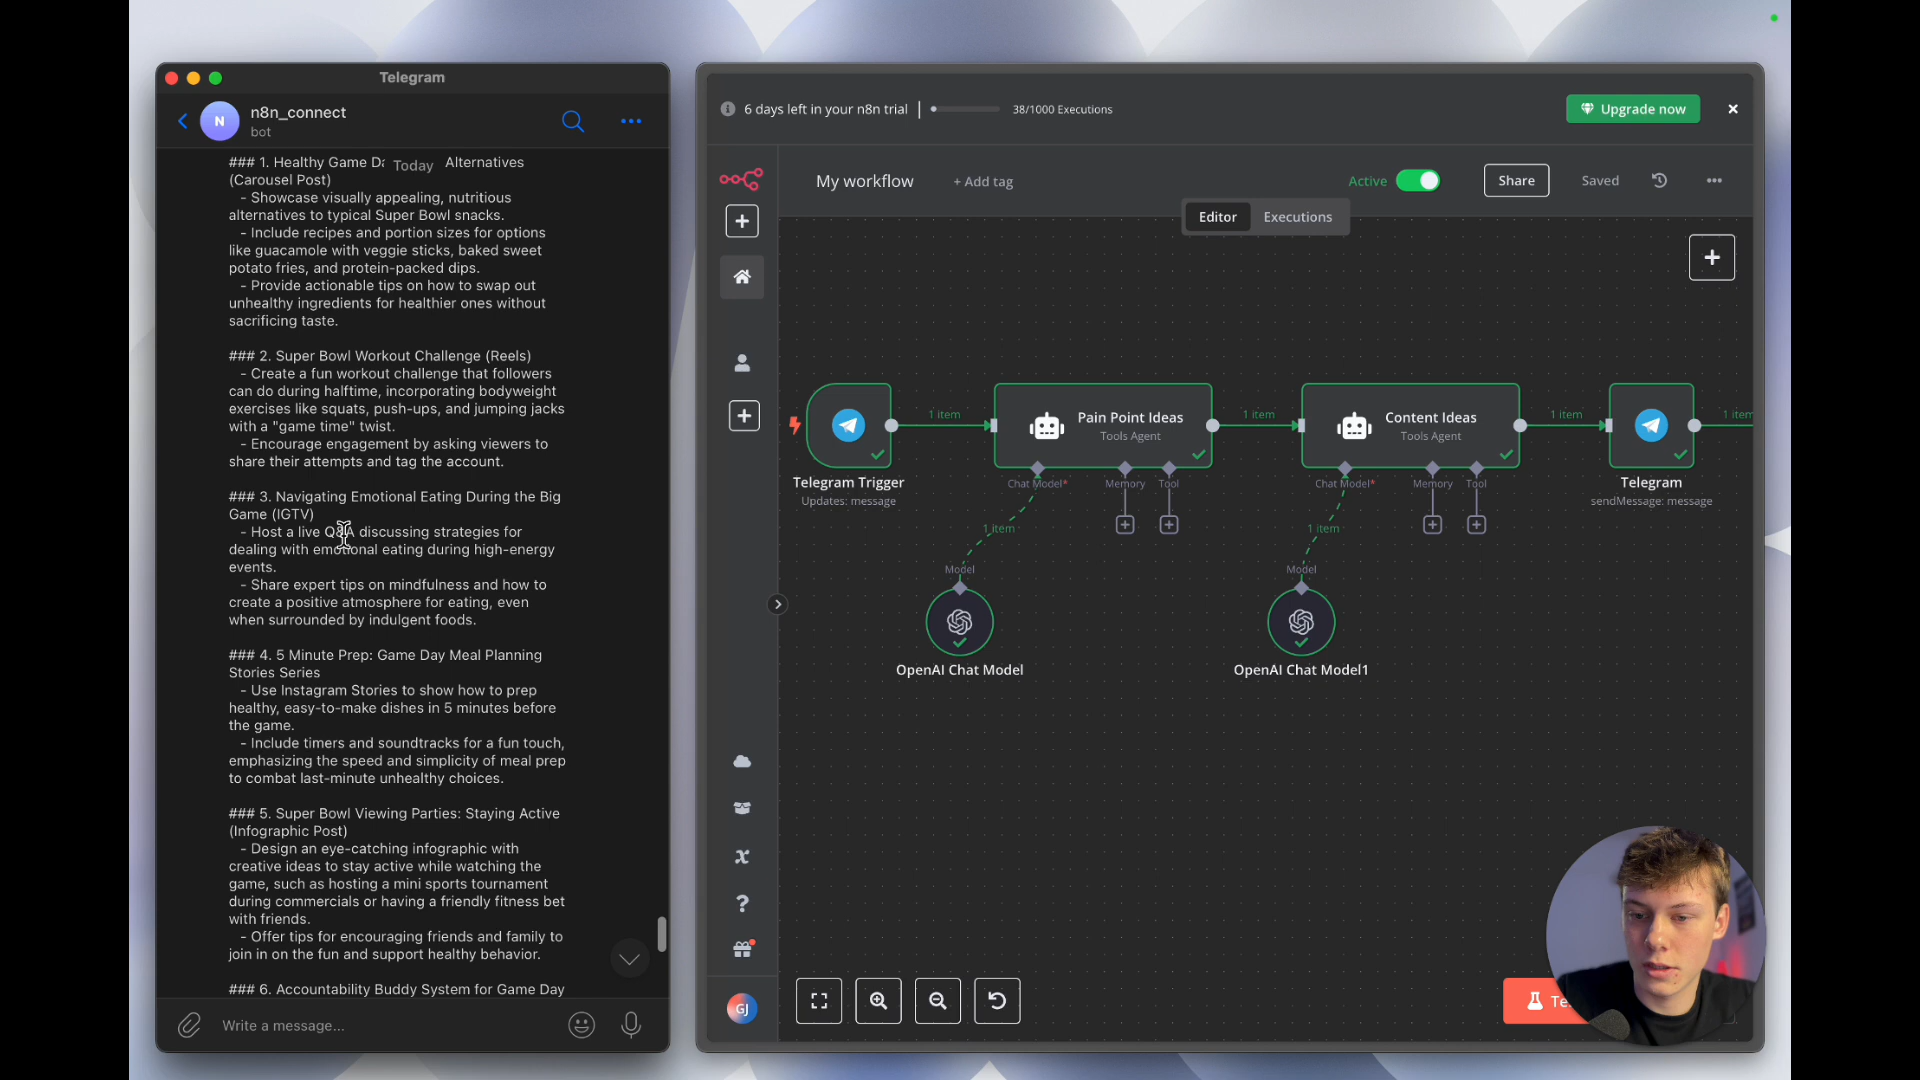 Telegram
n8n_connect
bot
N
Today
### 1. Healthy Game D Alternatives
(Carousel Post)
- Showcase visually appealing, nutritious
alternatives to typical Super Bowl snacks.
- Include recipes and portion sizes for options
like guacamole with veggie sticks, baked sweet
potato fries, and protein-packed dips.
- Provide actionable tips on how to swap out
unhealthy ingredients for healthier ones without
sacrificing taste.
### 2. Super Bowl Workout Challenge (Reels)
- Create a fun workout challenge that followers
can do during halftime, incorporating bodyweight
exercises like squats, push-ups, and jumping jacks
with a "game time" twist.
- Encourage engagement by asking viewers to
share their attempts and tag the account.
### 3. Navigating Emotional Eating During the Big
Game (IGTV)
- Host a live Q&A discussing strategies for
dealing with emotional eating during high-energy
events.
- Share expert tips on mindfulness and how to
create a positive atmosphere for eating, even
when surrounded by indulgent foods.
### 4. 5 Minute Prep: Game Day Meal Planning
Stories Series
- Use Instagram Stories to show how to prep
healthy, easy-to-make dishes in 5 minutes before
the game.
- Include timers and soundtracks for a fun touch,
emphasizing the speed and simplicity of meal prep
to combat last-minute unhealthy choices.
### 5. Super Bowl Viewing Parties: Staying Active
(Infographic Post)
- Design an eye-catching infographic with
creative ideas to stay active while watching the
game, such as hosting a mini sports tournament
during commercials or having a friendly fitness bet
with friends.
- Offer tips for encouraging friends and family to
join in on the fun and support healthy behavior.
### 6. Accountability Buddy System for Game Day
Write a message...
6 days left in your n8n trial
38/1000 Executions
Upgrade now
My workflow
+ Add tag
Active
Share
Saved
Editor
Executions
1 item
1 item
1 item
1 item
Pain Point Ideas
Tools Agent
Content Ideas
Tools Agent
Telegram Trigger
Updates: message
Chat Model*
Memory
Tool
Chat Model*
Memory
Tool
Telegram
sendMessage: message
1 item
1 item
Model
Model
OpenAI Chat Model
OpenAI Chat Model1
GJ